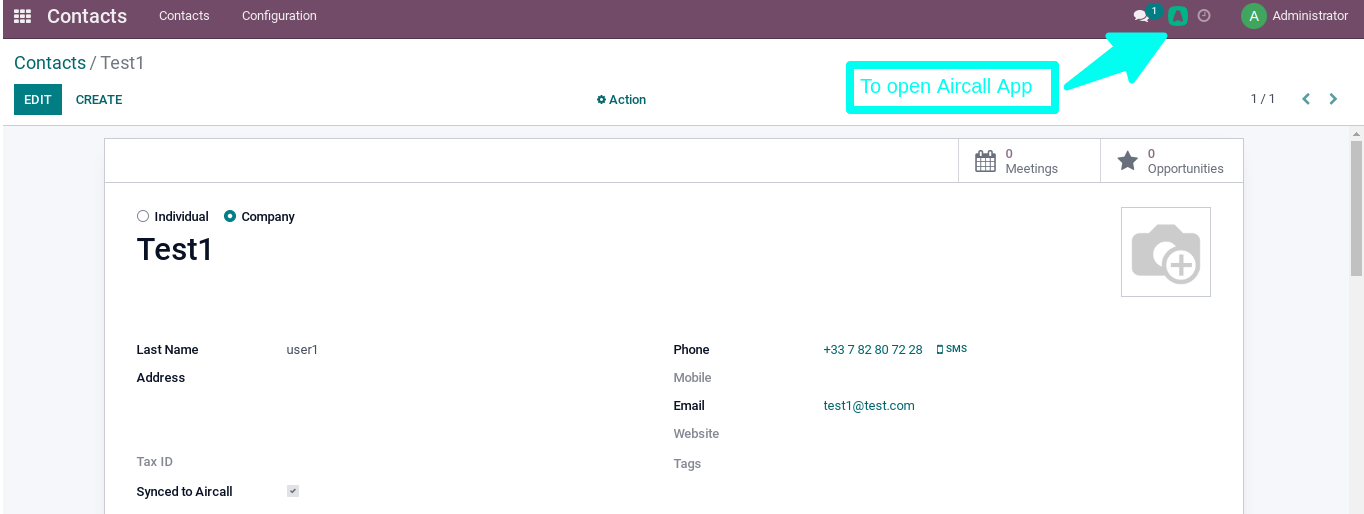 Contacts Contacts Configuration 1 A Administrator
Contacts / Test1
To open Aircall App
EDIT CREATE Action 1 / 1
0 Meetings
0 Opportunities
Individual Company
Test1
Last Name user1 Phone +33 7 82 80 72 28 SMS
Address Mobile
Email test1@test.com
Website
Tax ID Tags
Synced to Aircall